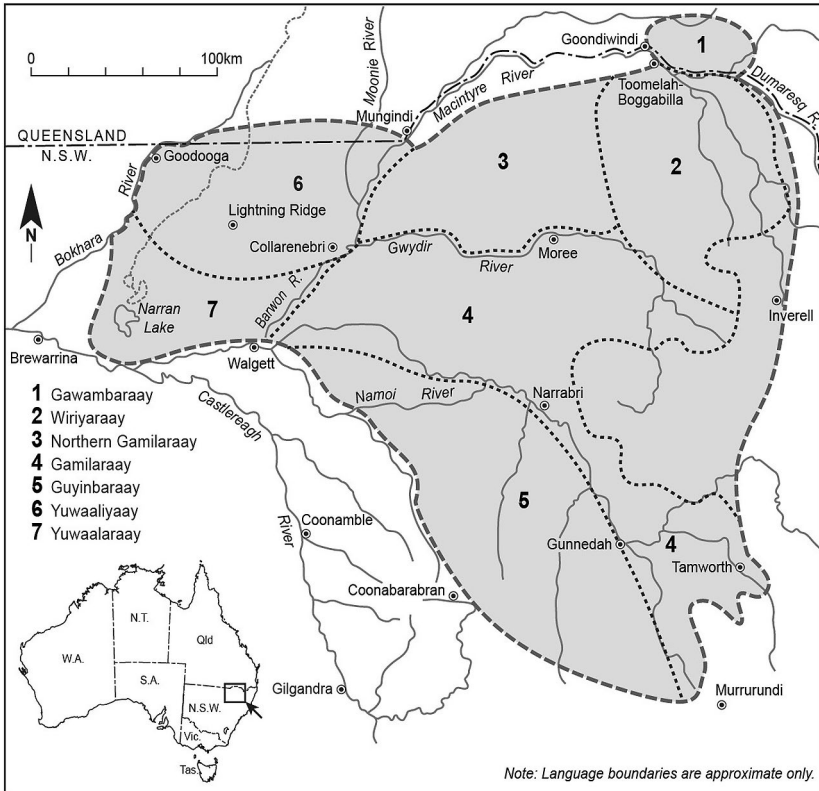 0
100km
Goondiwindi
1
Moonie River
Macintyre
River
Toomelah-
Boggabilla
Dumaresq R.
Mungindi
QUEENSLAND
N.S.W.
Goodooga
3
2
River
6
Lightning Ridge
N
Collarenebri
Gwydir
River
Moree
Bokhara
7
Barwon R.
4
Narran
Lake
Inverell
Brewarrina
Walgett
1 Gawambaraay
2 Wiriyaraay
3 Northern Gamilaraay
4 Gamilaraay
5 Guyinbaraay
6 Yuwaaliyaay
7 Yuwaalaraay
Castlereagh
River
Namoi
River
Narrabri
5
Coonamble
Gunnedah
4
Tamworth
Coonabarabran
Gilgandra
Murrurundi
N.T.
Qld
W.A.
S.A.
N.S.W.
Vic.
Tas.
Note: Language boundaries are approximate only.